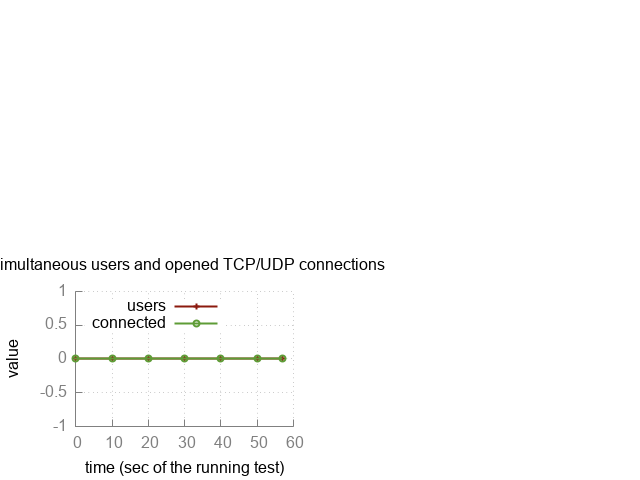 imultaneous users and opened TCP/UDP connections
1
users
0.5
connected
value
0
-0.5
-1
0 10 20 30 40 50 60
time (sec of the running test)